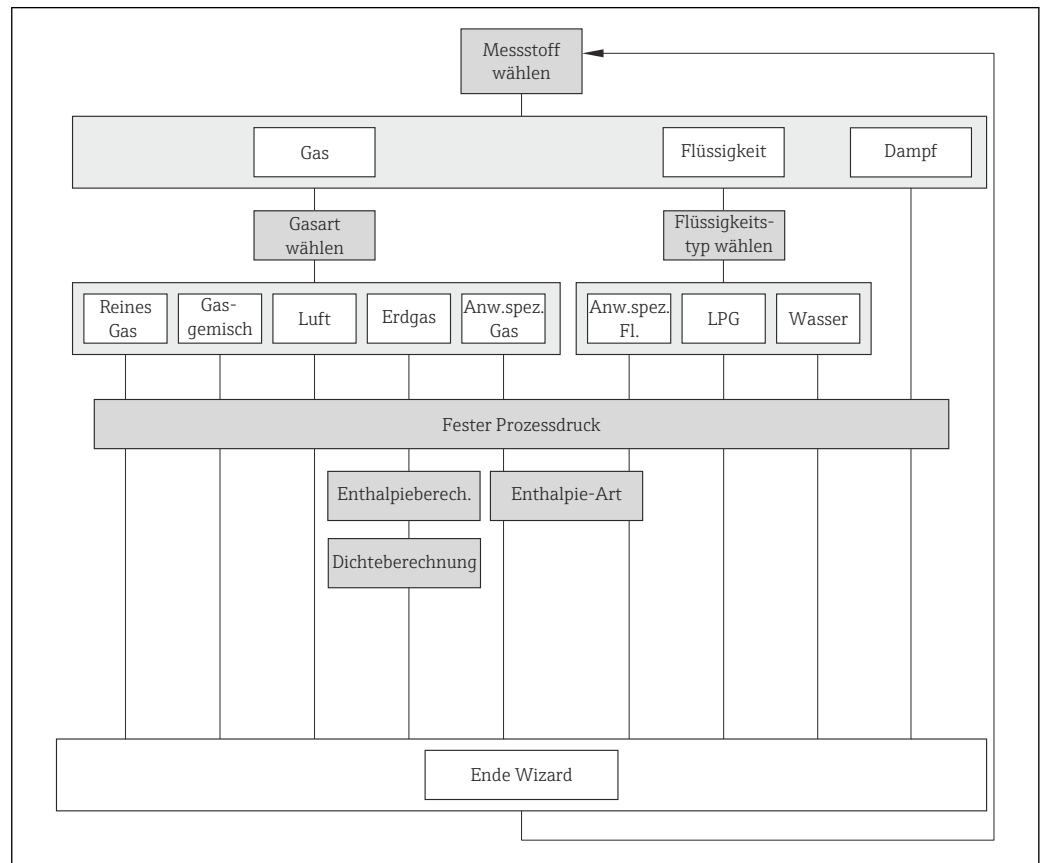 Messstoff
wählen
Gas
Flüssigkeit
Dampf
Gasart
wählen
Flüssigkeits-
typ wählen
Reines
Gas
Gas-
gemisch
Luft
Erdgas
Anw.spez.
Gas
Anw.spez.
Fl.
LPG
Wasser
Fester Prozessdruck
Enthalpieberech.
Enthalpie-Art
Dichteberechnung
Ende Wizard